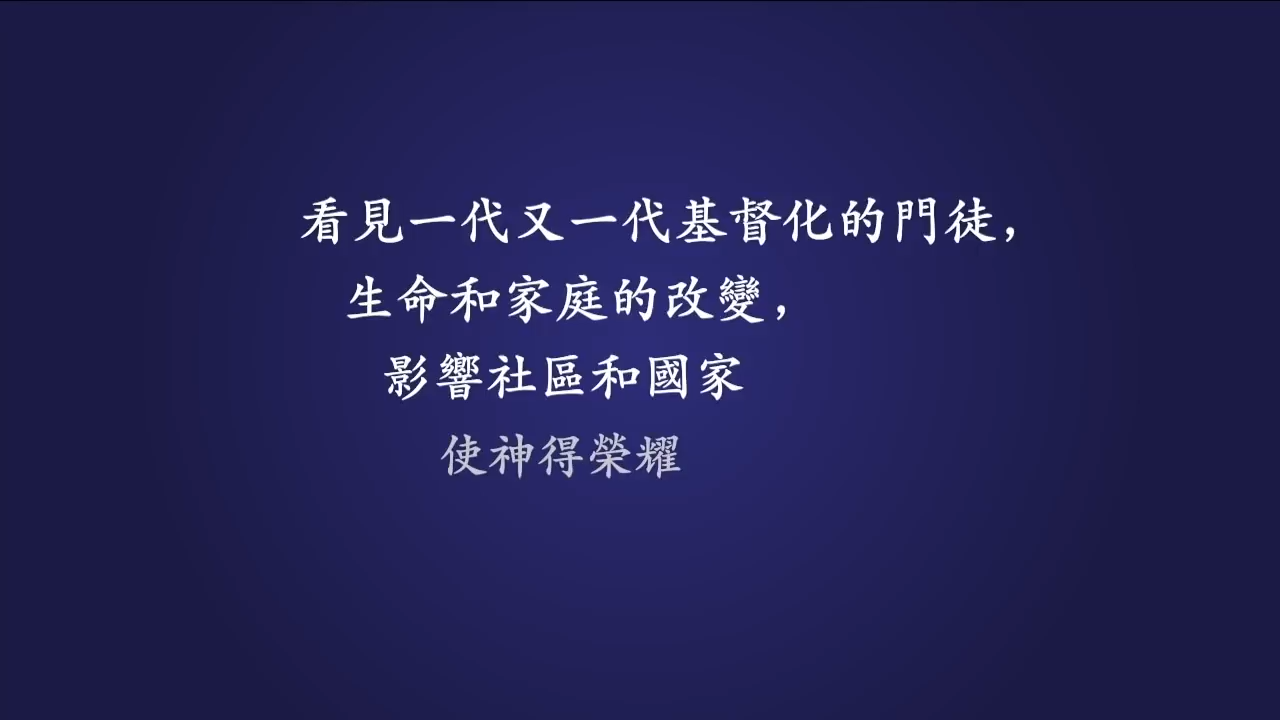 看見一代又一代基督化的門徒，
生命和家庭的改變，
影響社區和國家
使神得榮耀